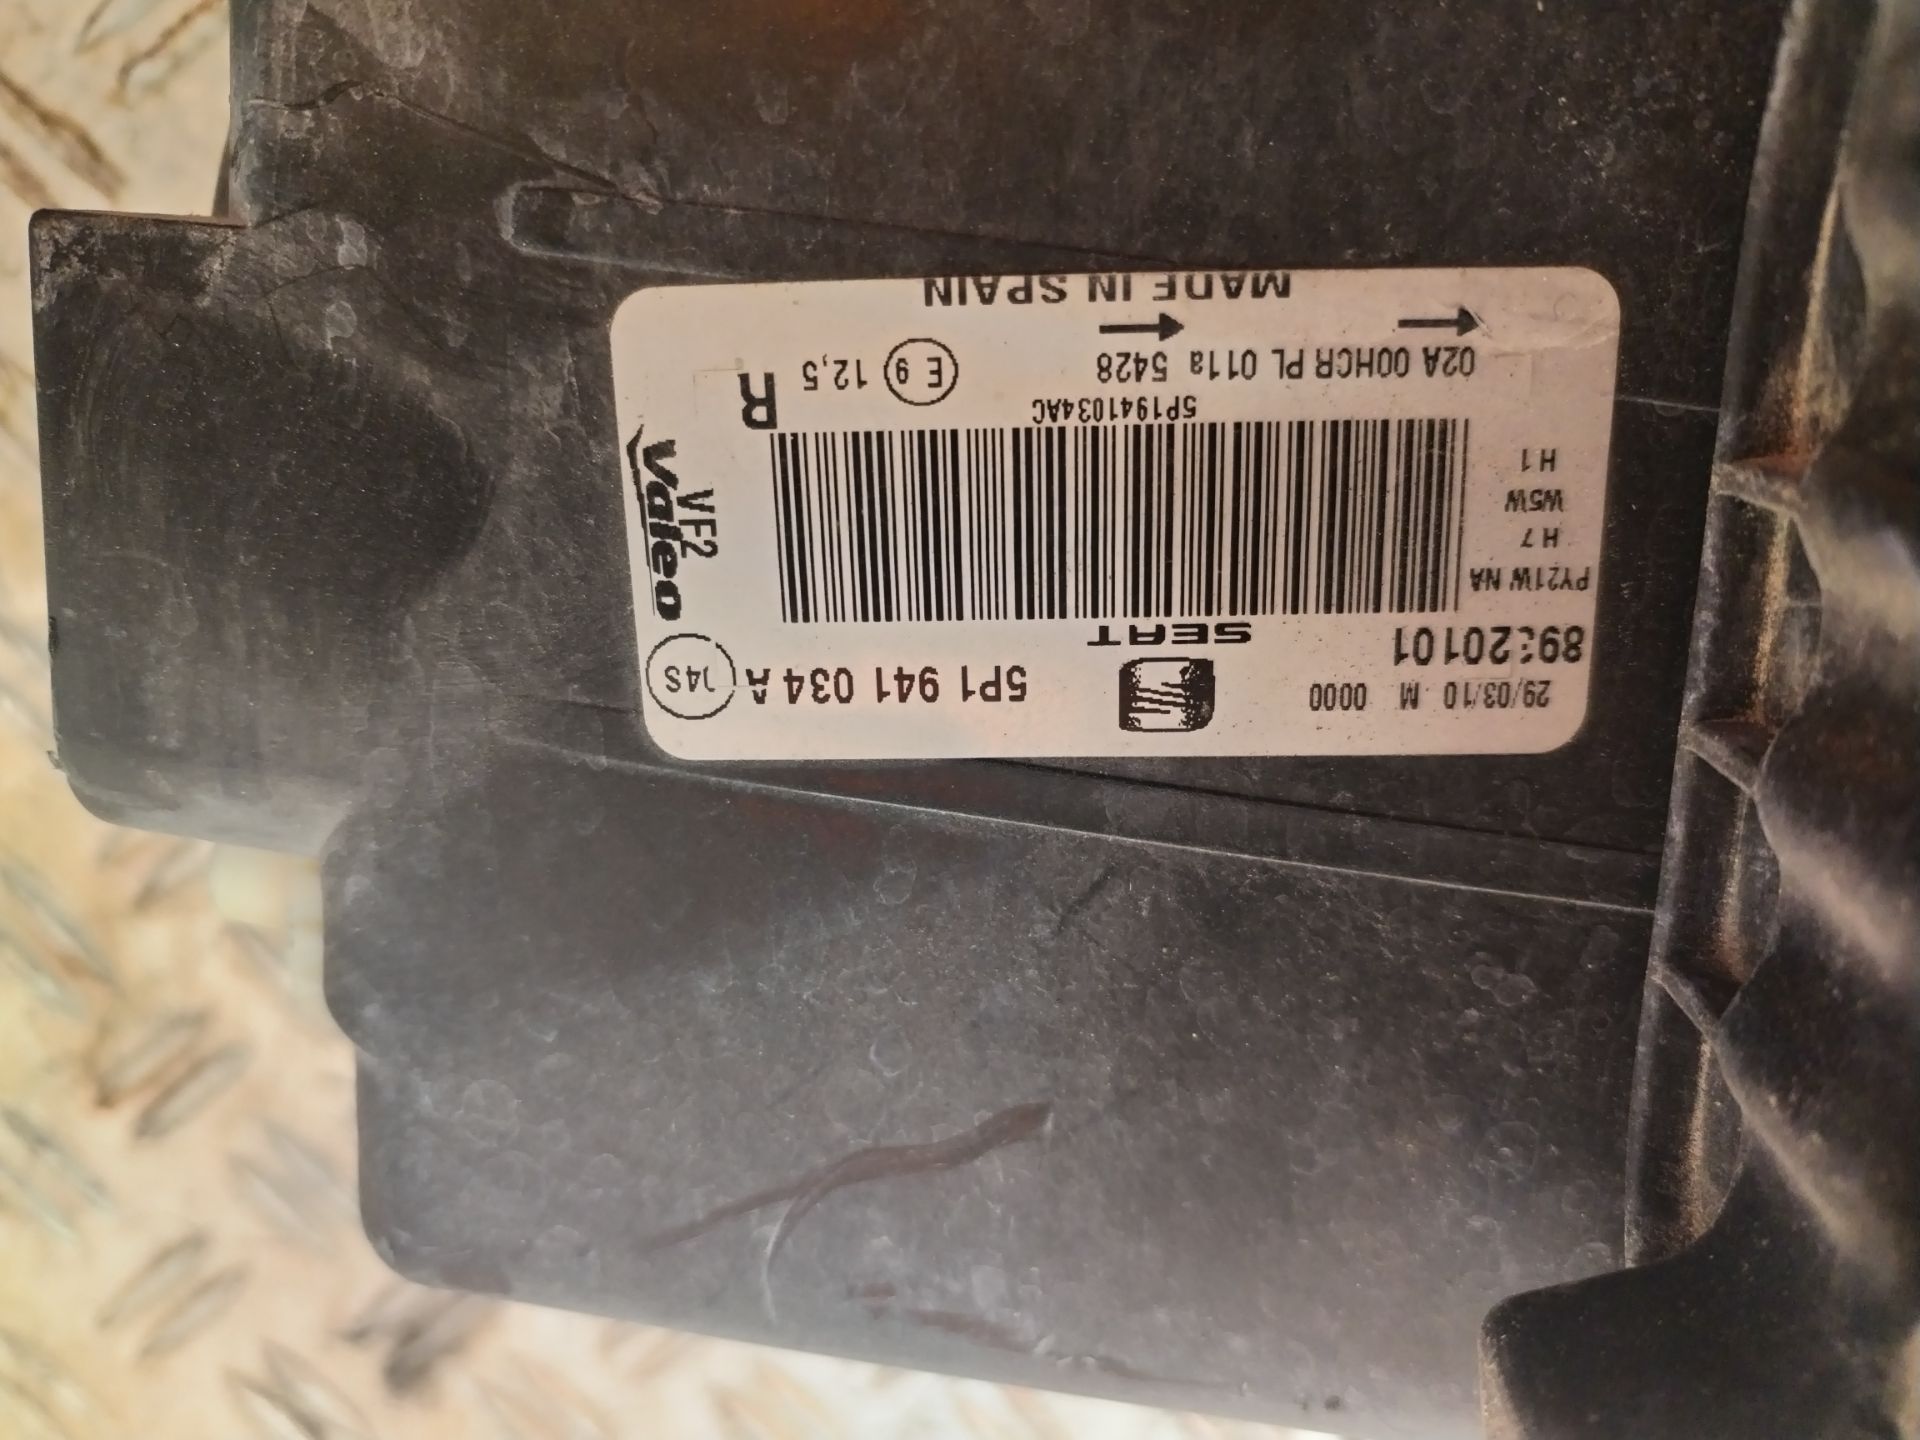 29/03/10 M 0000
5P1 941 034 A
04S
SEAT
PY21W NA
H7
W5W
H1
Valeo
VF2
5P1941034AC
R
02A 00HCR PL 011a 5428
E 9
12,5
MADE IN SPAIN